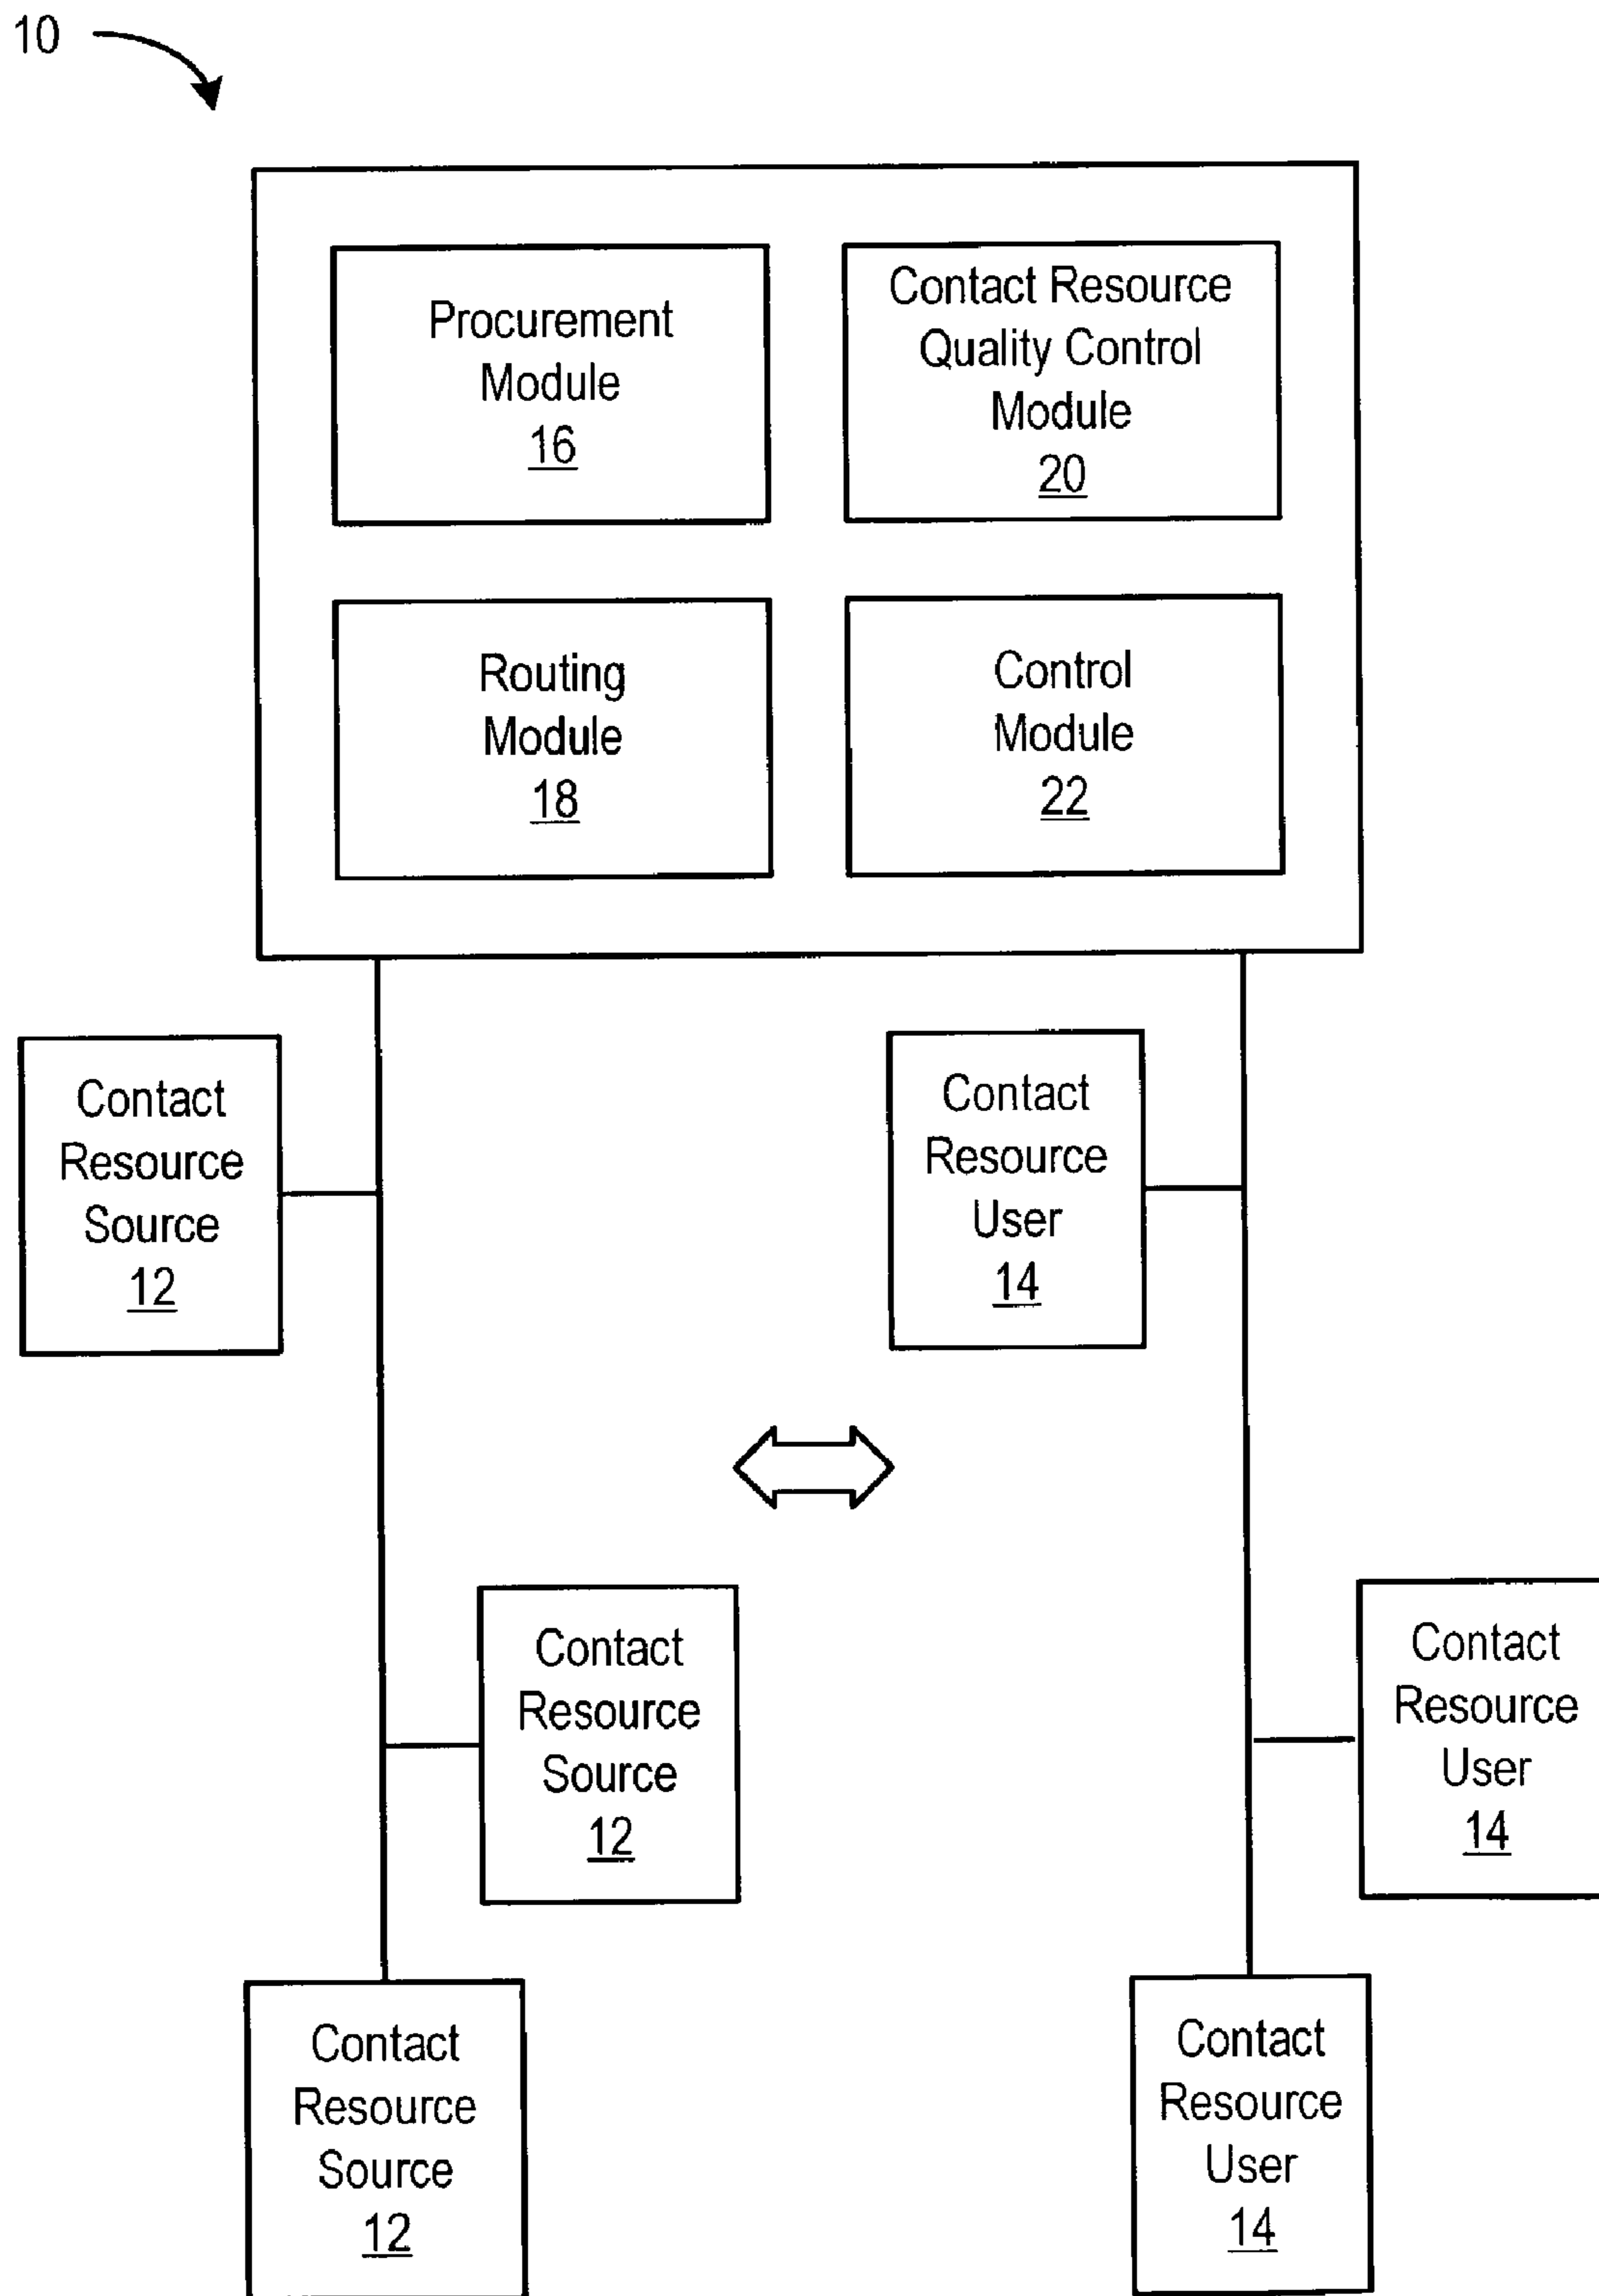 10
Procurement
Module
16
Contact Resource
Quality Control
Module
20
Routing
Module
18
Control
Module
22
Contact
Resource
Source
12
Contact
Resource
User
14
Contact
Resource
Source
12
Contact
Resource
User
14
Contact
Resource
Source
12
Contact
Resource
User
14